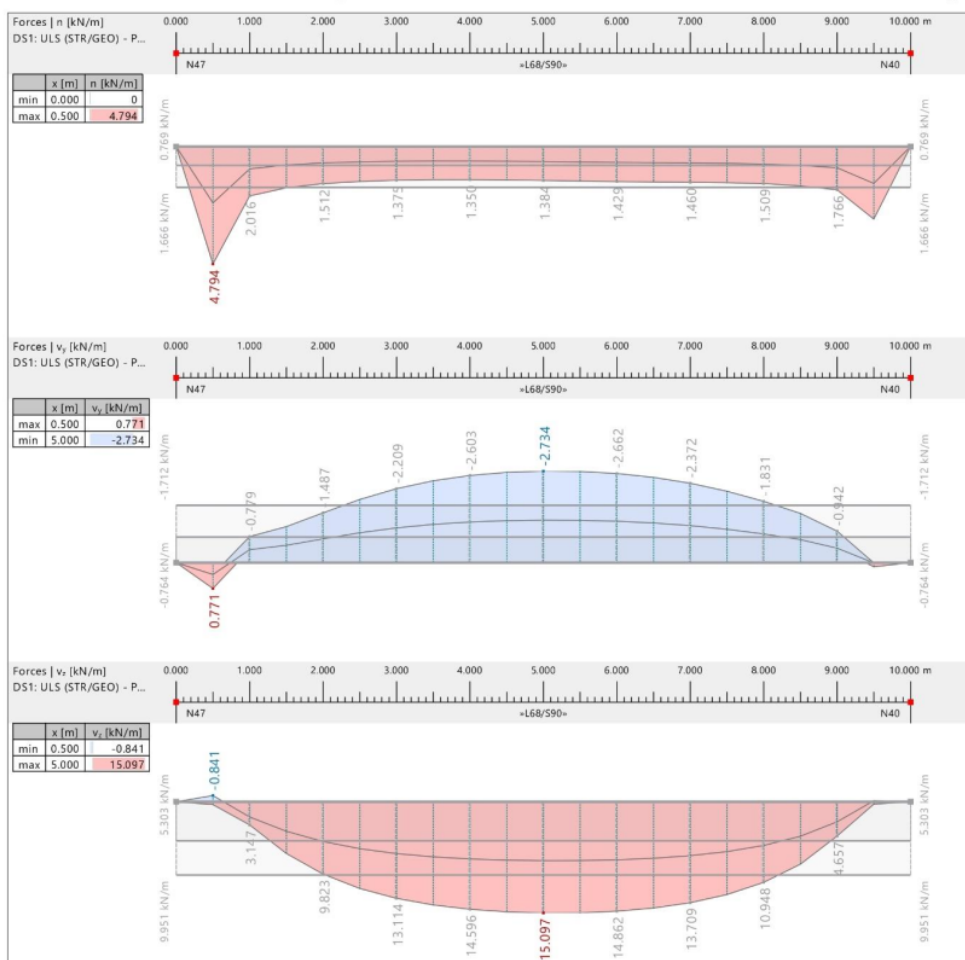 Forces | n [kN/m]
DS1: ULS (STR/GEO) - P...
0.000 1.000 2.000 3.000 4.000 5.000 6.000 7.000 8.000 9.000 10.000 m
N47 »L68/S90» N40
x [m] n [kN/m]
min 0.000 0
max 0.500 4.794
0.769 kN/m 0.769 kN/m
1.666 kN/m 1.666 kN/m
4.794 2.016 1.512 1.375 1.350 1.384 1.429 1.460 1.509 1.766
Forces | vy [kN/m]
DS1: ULS (STR/GEO) - P...
0.000 1.000 2.000 3.000 4.000 5.000 6.000 7.000 8.000 9.000 10.000 m
N47 »L68/S90» N40
x [m] vy [kN/m]
max 0.500 0.771
min 5.000 -2.734
-1.712 kN/m -1.712 kN/m
-0.764 kN/m -0.764 kN/m
0.771 -0.779 1.487 -2.209 -2.603 -2.734 -2.662 -2.372 -1.831 -0.942
Forces | vz [kN/m]
DS1: ULS (STR/GEO) - P...
0.000 1.000 2.000 3.000 4.000 5.000 6.000 7.000 8.000 9.000 10.000 m
N47 »L68/S90» N40
x [m] vz [kN/m]
min 0.500 -0.841
max 5.000 15.097
5.303 kN/m 5.303 kN/m
9.951 kN/m 9.951 kN/m
-0.841 3.147 9.823 13.114 14.596 15.097 14.862 13.709 10.948 4.657